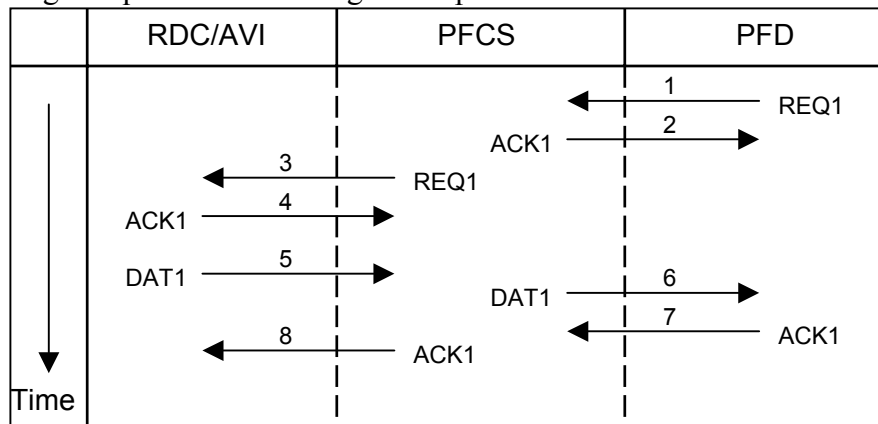 RDC/AVI PFCS PFD
1
REQ1
2
ACK1
3
REQ1
4
ACK1
5
DAT1
6
DAT1
7
ACK1
8
ACK1
Time